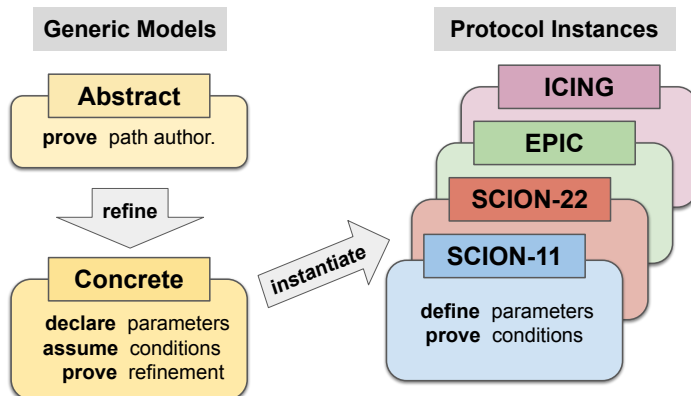 Generic Models
Abstract
prove path author.
refine
Concrete
declare parameters
assume conditions
prove refinement
instantiate
Protocol Instances
ICING
EPIC
SCION-22
SCION-11
define parameters
prove conditions